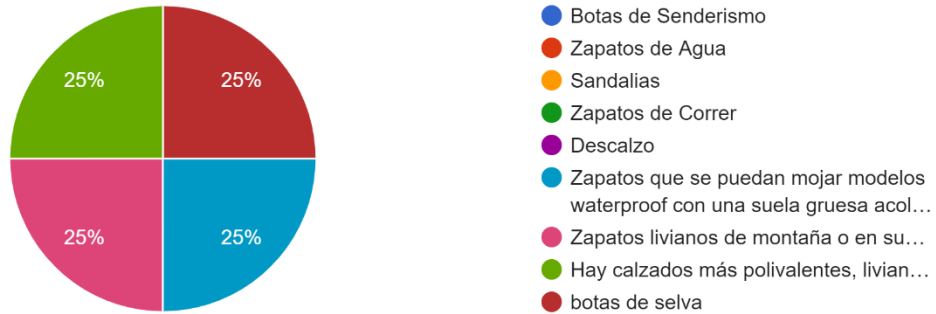 25%
25%
25%
25%
Botas de Senderismo
Zapatos de Agua
Sandalias
Zapatos de Correr
Descalzo
Zapatos que se puedan mojar modelos
waterproof con una suela gruesa acol…
Zapatos livianos de montaña o en su…
Hay calzados más polivalentes, livian…
botas de selva